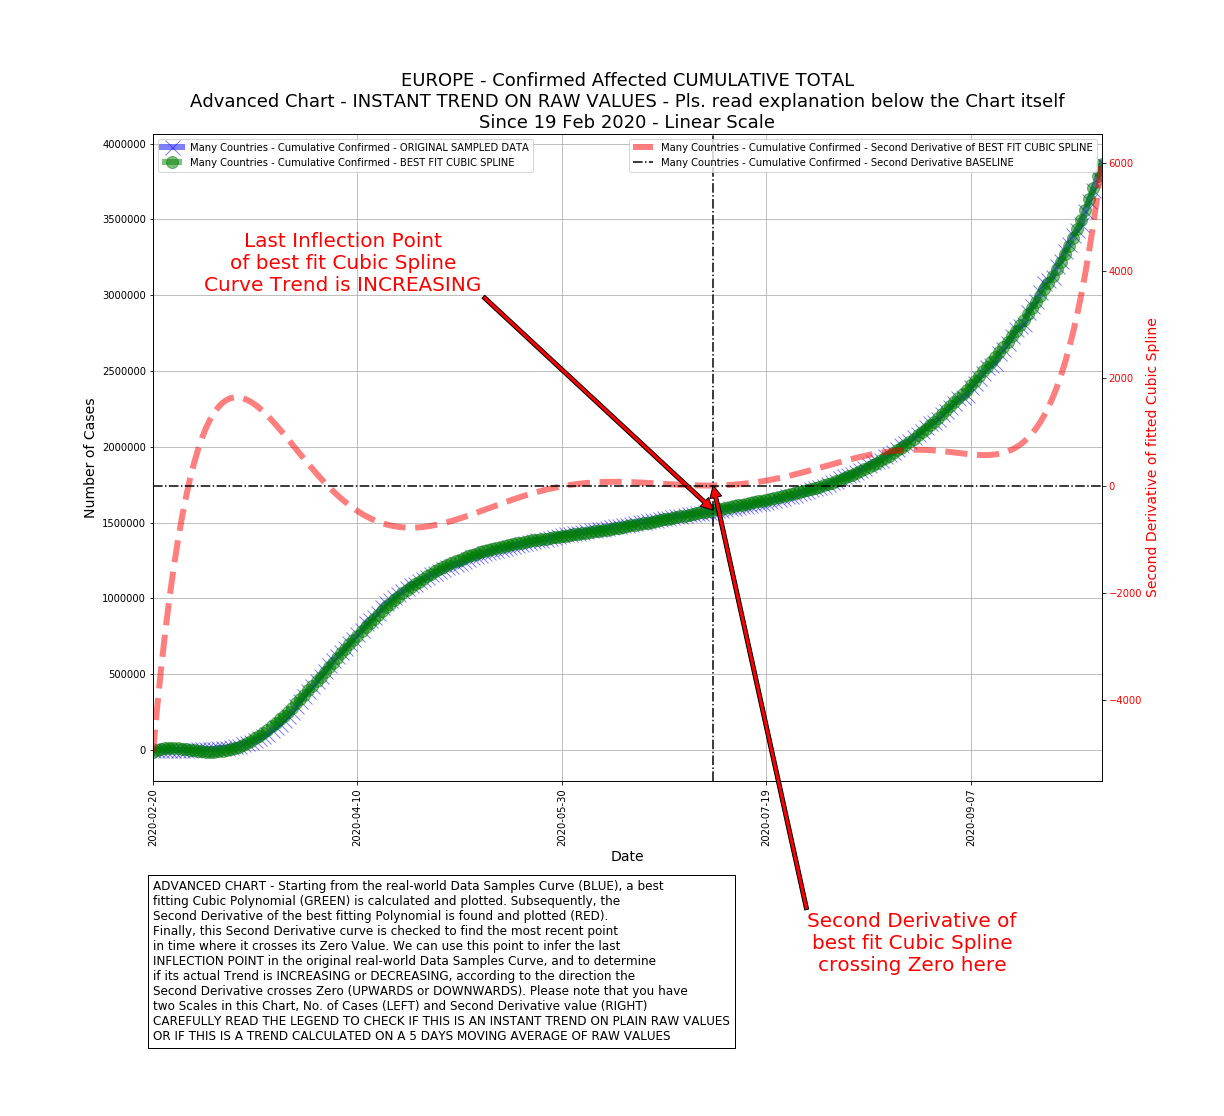 EUROPE - Confirmed Affected CUMULATIVE TOTAL
Advanced Chart - INSTANT TREND ON RAW VALUES - Pls. read explanation below the Chart itself
Since 19 Feb 2020 - Linear Scale
Many Countries - Cumulative Confirmed - ORIGINAL SAMPLED DATA
Many Countries - Cumulative Confirmed - BEST FIT CUBIC SPLINE
Many Countries - Cumulative Confirmed - Second Derivative of BEST FIT CUBIC SPLINE
Many Countries - Cumulative Confirmed - Second Derivative BASELINE
Number of Cases
4000000
3500000
3000000
2500000
2000000
1500000
1000000
500000
0
Last Inflection Point
of best fit Cubic Spline
Curve Trend is INCREASING
6000
4000
2000
0
−2000
−4000
Second Derivative of fitted Cubic Spline
2020-02-20
2020-04-10
2020-05-30
2020-07-19
2020-09-07
Date
Second Derivative of
best fit Cubic Spline
crossing Zero here
ADVANCED CHART - Starting from the real-world Data Samples Curve (BLUE), a best
fitting Cubic Polynomial (GREEN) is calculated and plotted. Subsequently, the
Second Derivative of the best fitting Polynomial is found and plotted (RED).
Finally, this Second Derivative curve is checked to find the most recent point
in time where it crosses its Zero Value. We can use this point to infer the last
INFLECTION POINT in the original real-world Data Samples Curve, and to determine
if its actual Trend is INCREASING or DECREASING, according to the direction the
Second Derivative crosses Zero (UPWARDS or DOWNWARDS). Please note that you have
two Scales in this Chart, No. of Cases (LEFT) and Second Derivative value (RIGHT)
CAREFULLY READ THE LEGEND TO CHECK IF THIS IS AN INSTANT TREND ON PLAIN RAW VALUES
OR IF THIS IS A TREND CALCULATED ON A 5 DAYS MOVING AVERAGE OF RAW VALUES